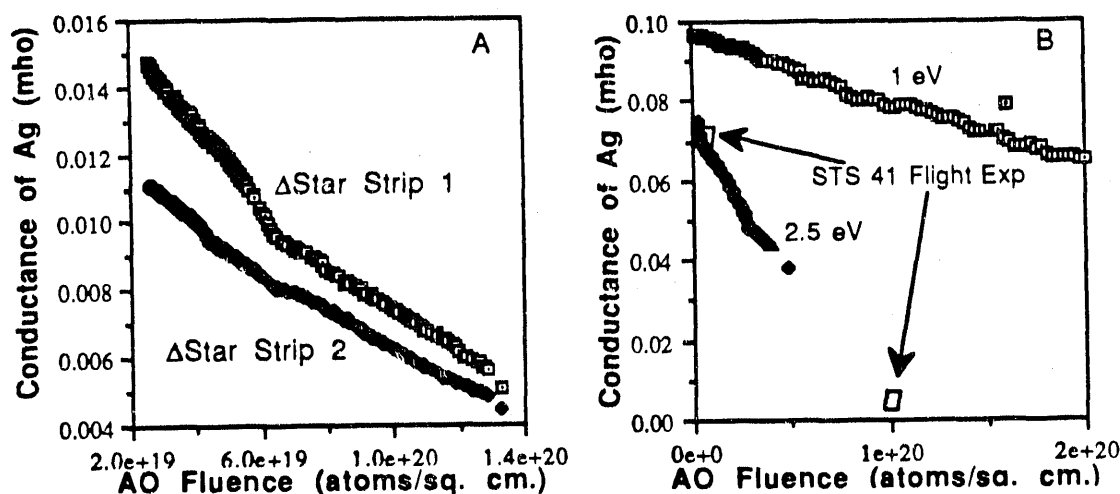 A
Conductance of Ag (mho)
0.016
0.014
0.012
0.010
0.008
0.006
0.004
ΔStar Strip 1
ΔStar Strip 2
2.0e+19
6.0e+19
1.0e+20
1.4e+20
AO Fluence (atoms/sq. cm.)
B
Conductance of Ag (mho)
0.10
0.08
0.06
0.04
0.02
0.00
1 eV
STS 41 Flight Exp
2.5 eV
0e+0
1e+20
2e+20
AO Fluence (atoms/sq. cm.)